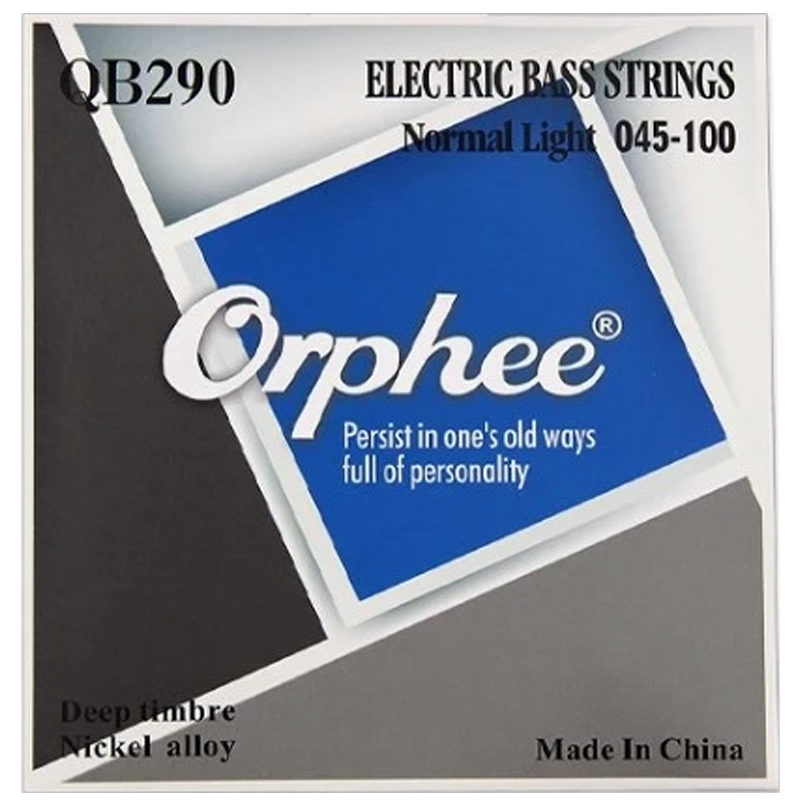 QB290
ELECTRIC BASS STRINGS
Normal Light 045-100
Orphee®
Persist in one's old ways
full of personality
Deep timbre
Nickel alloy
Made In China